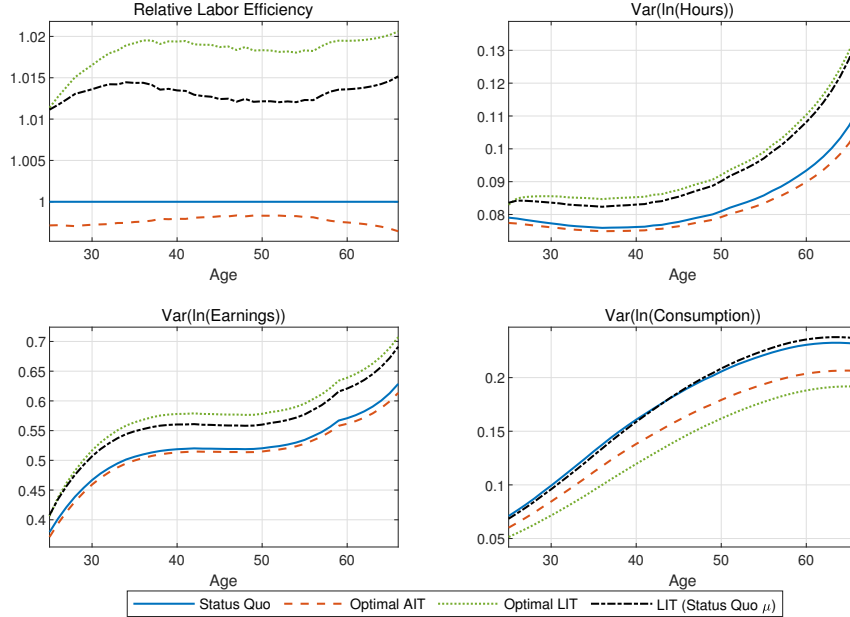 Relative Labor Efficiency
1.02
1.015
1.01
1.005
1
30 40 50 60
Age
Var(ln(Hours))
0.13
0.12
0.11
0.1
0.09
0.08
30 40 50 60
Age
Var(ln(Earnings))
0.7
0.65
0.6
0.55
0.5
0.45
0.4
30 40 50 60
Age
Var(ln(Consumption))
0.2
0.15
0.1
0.05
30 40 50 60
Age
Status Quo Optimal AIT Optimal LIT LIT (Status Quo μ)